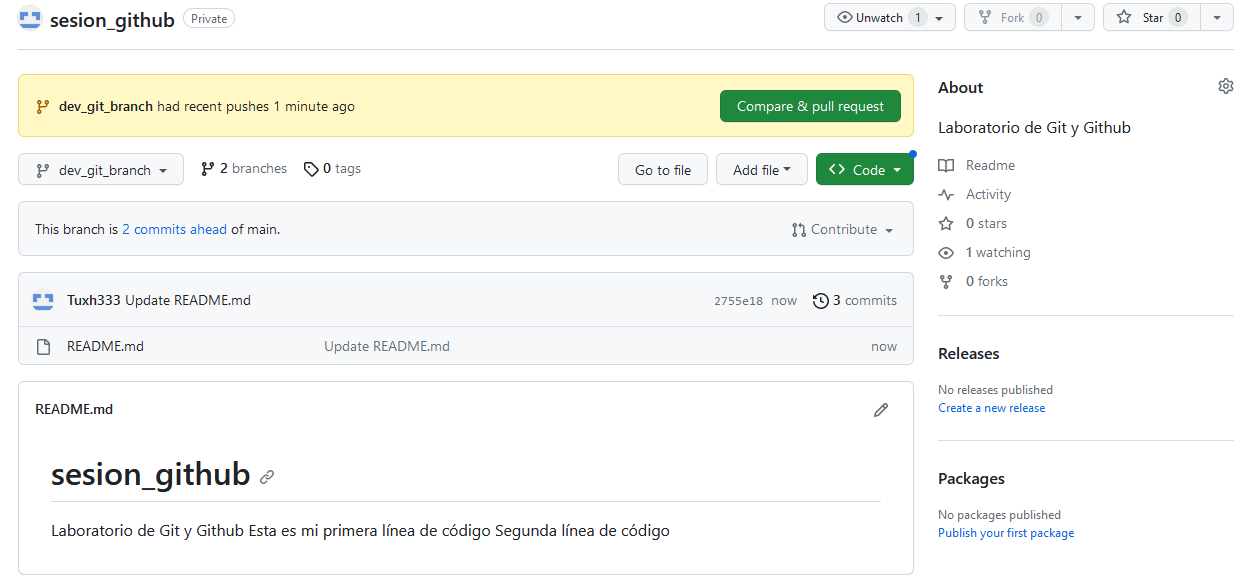 sesion_github Private Unwatch 1 Fork 0 Star 0
dev_git_branch had recent pushes 1 minute ago Compare & pull request
dev_git_branch 2 branches 0 tags Go to file Add file Code
This branch is 2 commits ahead of main. Contribute
Tuxh333 Update README.md 2755e18 now 3 commits
README.md Update README.md now
README.md
sesion_github
Laboratorio de Git y Github Esta es mi primera línea de código Segunda línea de código
About
Laboratorio de Git y Github
Readme
Activity
0 stars
1 watching
0 forks
Releases
No releases published
Create a new release
Packages
No packages published
Publish your first package